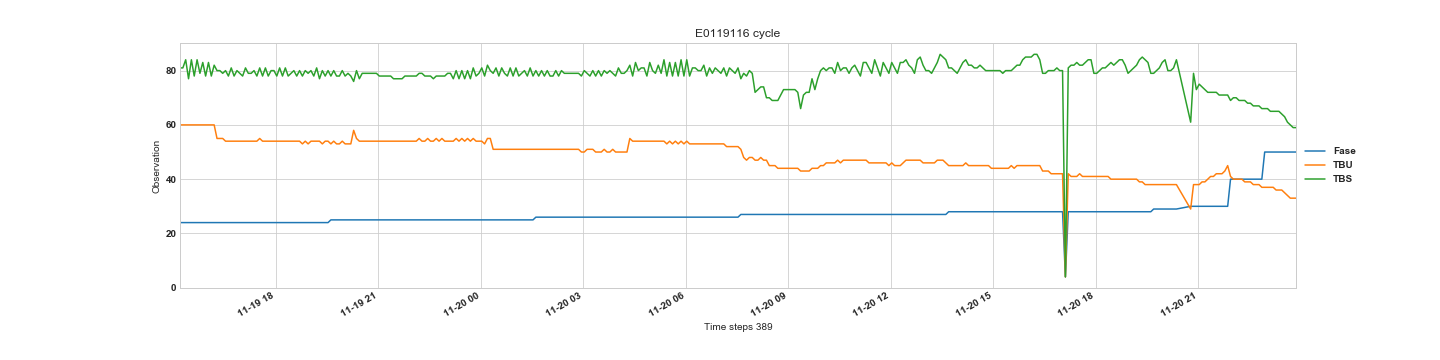 E0119116 cycle
Observation
80
60
40
20
0
Fase
TBU
TBS
11-19 18
11-19 21
11-20 00
11-20 03
11-20 06
11-20 09
11-20 12
11-20 15
11-20 18
11-20 21
Time steps 389